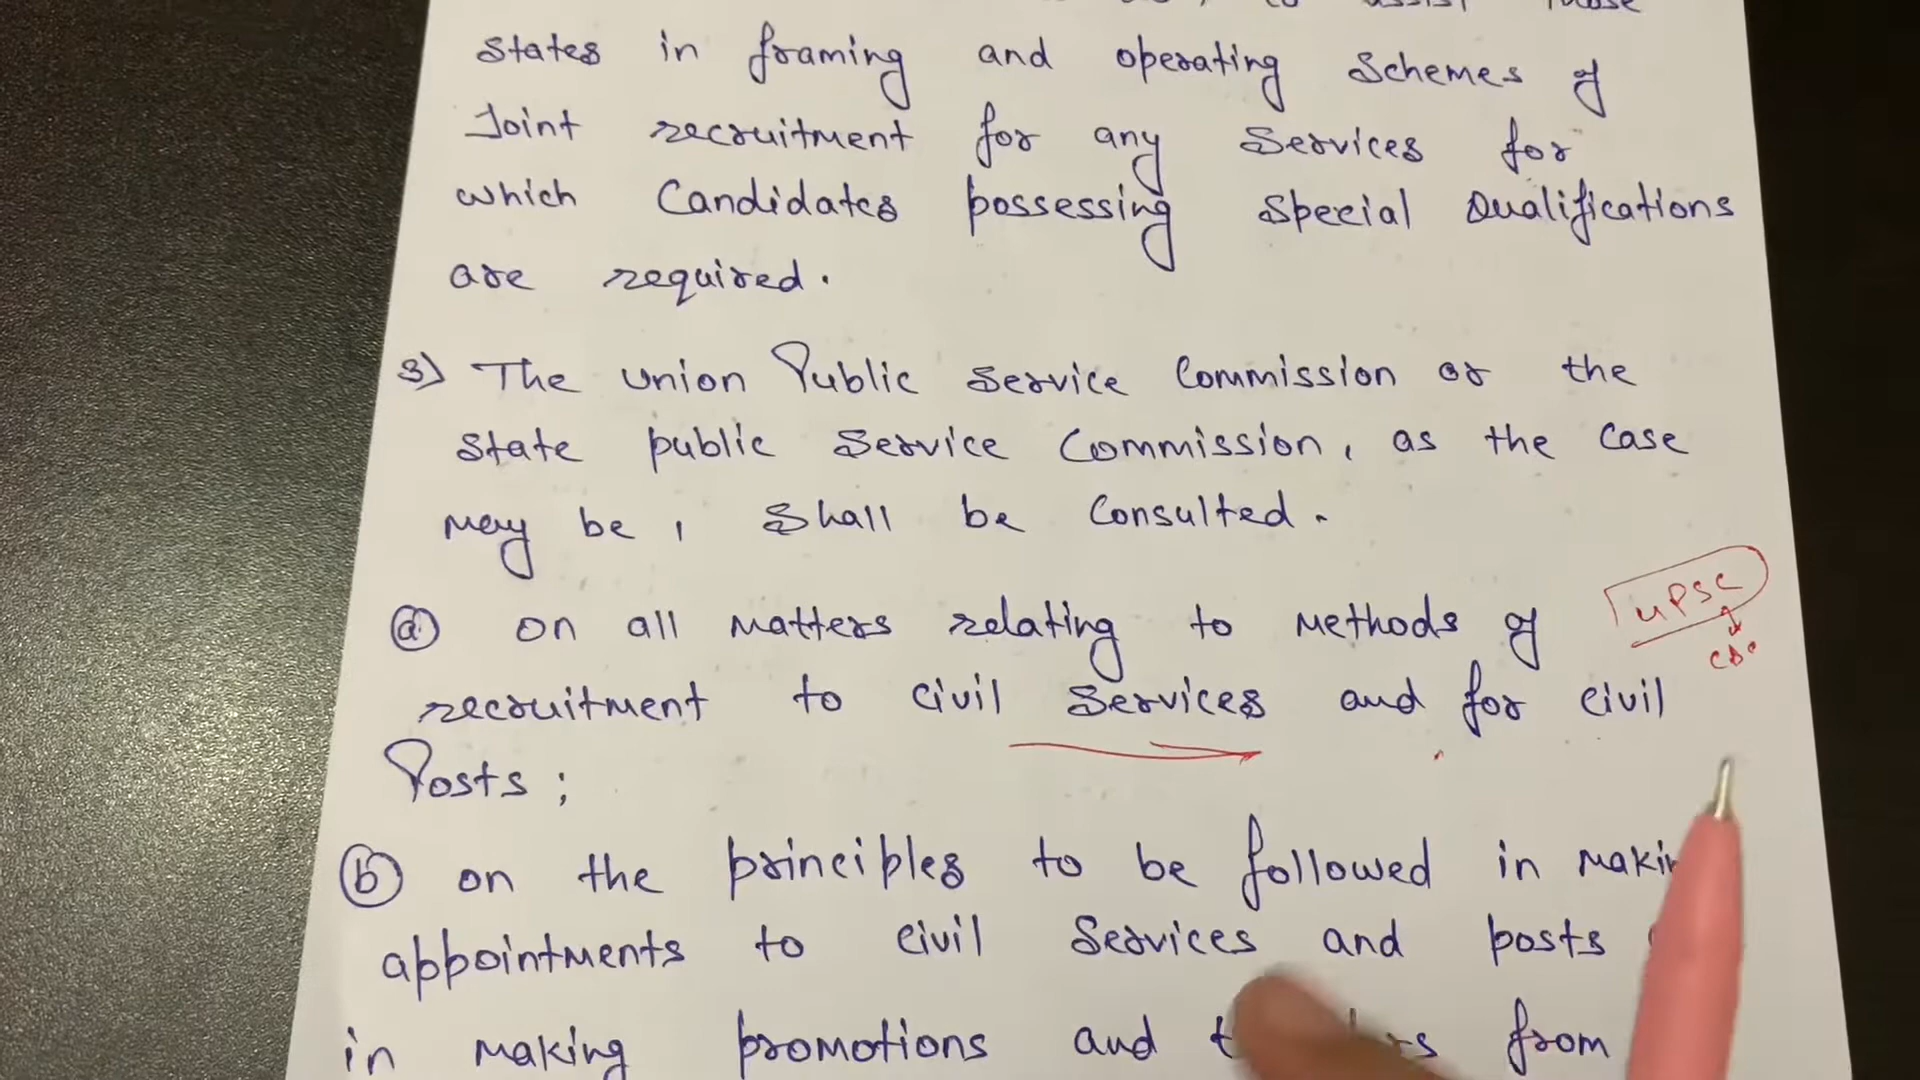 to assist those
States in framing and operating Schemes of
Joint recruitment for any Services for
which Candidates possessing Special Qualifications
are required.
3) The Union Public Service Commission or the
State public Service Commission, as the case
may be, Shall be Consulted.
(a) on all matters relating to methods of
UPSC
recruitment to civil Services and for civil
Posts;
(b) on the principles to be followed in
appointments to civil Services and posts
in making promotions and from